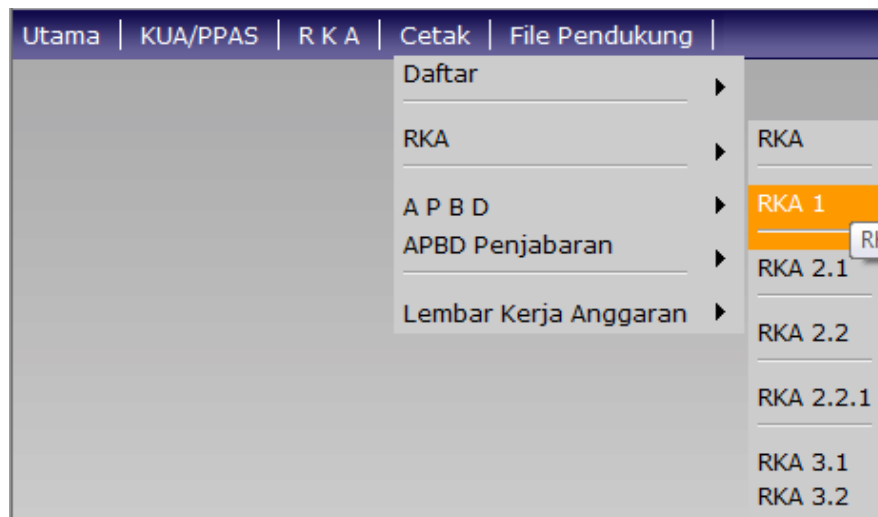 Utama | KUA/PPAS | R K A | Cetak | File Pendukung |
Daftar
RKA
A P B D
APBD Penjabaran
Lembar Kerja Anggaran
RKA
RKA 1
RKA 2.1
RKA 2.2
RKA 2.2.1
RKA 3.1
RKA 3.2